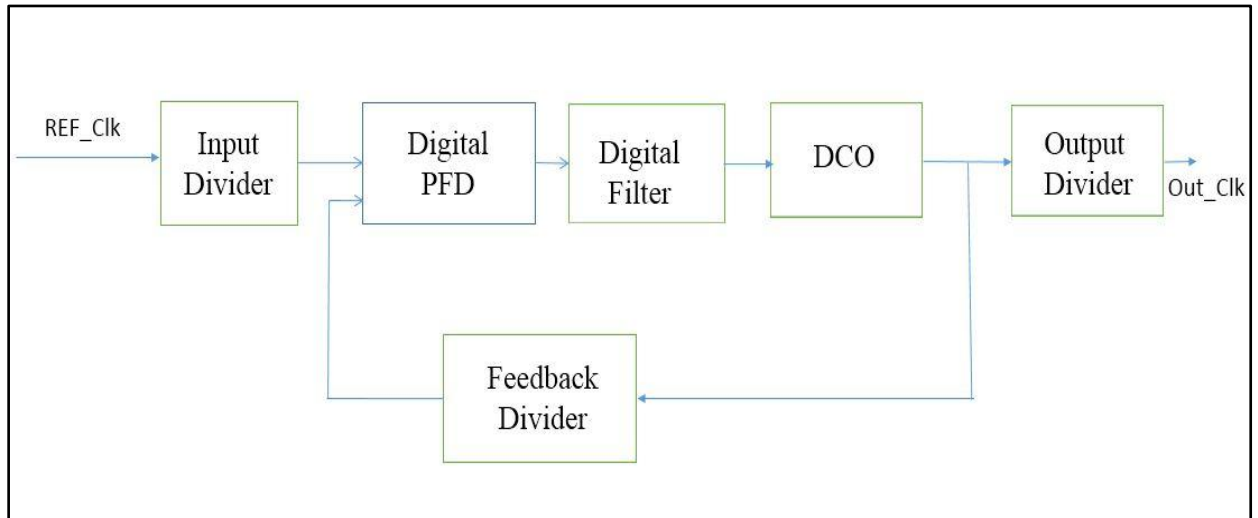 REF_Clk
Input
Divider
Digital
PFD
Digital
Filter
DCO
Output
Divider
Out_Clk
Feedback
Divider